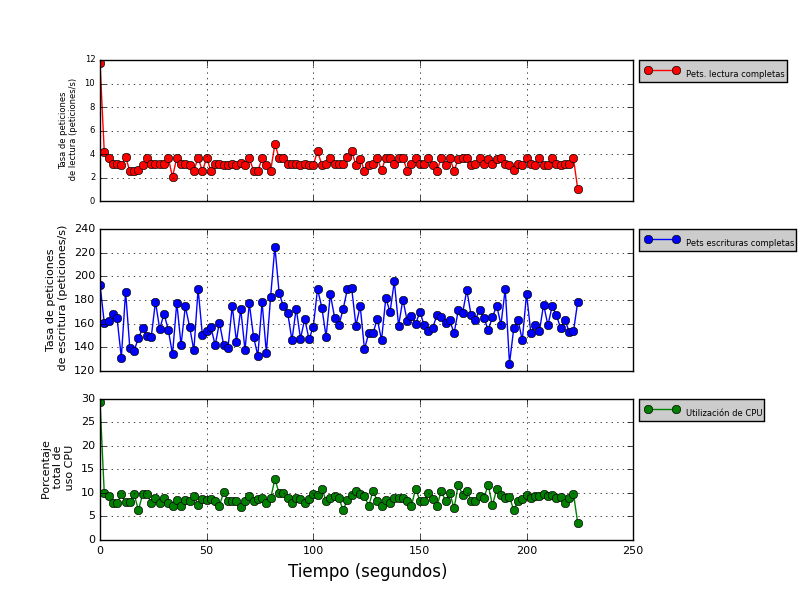 12
10
8
6
4
2
0
Tasa de peticiones
de lectura (peticiones/s)
Pets. lectura completas
240
220
200
180
160
140
120
Tasa de peticiones
de escritura (peticiones/s)
Pets escrituras completas
30
25
20
15
10
5
0
Porcentaje
total de
uso CPU
Utilización de CPU
0 50 100 150 200 250
Tiempo (segundos)